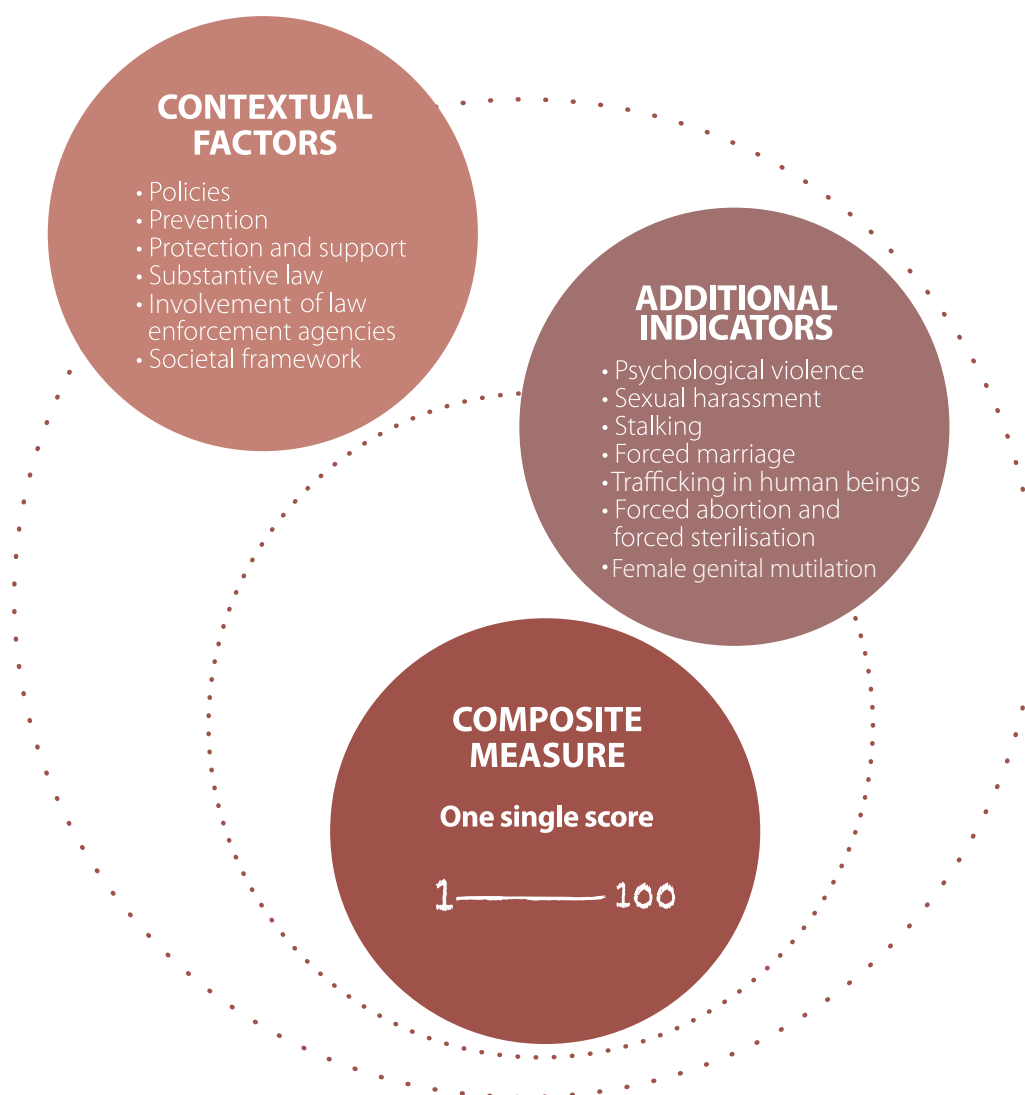 CONTEXTUAL
FACTORS
• Policies
• Prevention
• Protection and support
• Substantive law
• Involvement of law
enforcement agencies
• Societal framework
ADDITIONAL
INDICATORS
• Psychological violence
• Sexual harassment
• Stalking
• Forced marriage
• Trafficking in human beings
• Forced abortion and
forced sterilisation
• Female genital mutilation
COMPOSITE
MEASURE
One single score
1 100